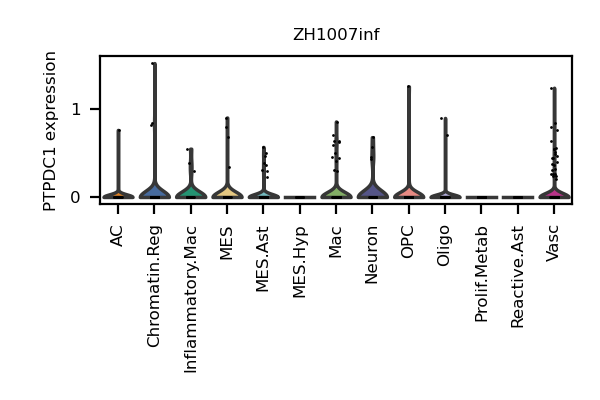 ZH1007inf
PTPDC1 expression
1
0
AC
Chromatin.Reg
Inflammatory.Mac
MES
MES.Ast
MES.Hyp
Mac
Neuron
OPC
Oligo
Prolif.Metab
Reactive.Ast
Vasc